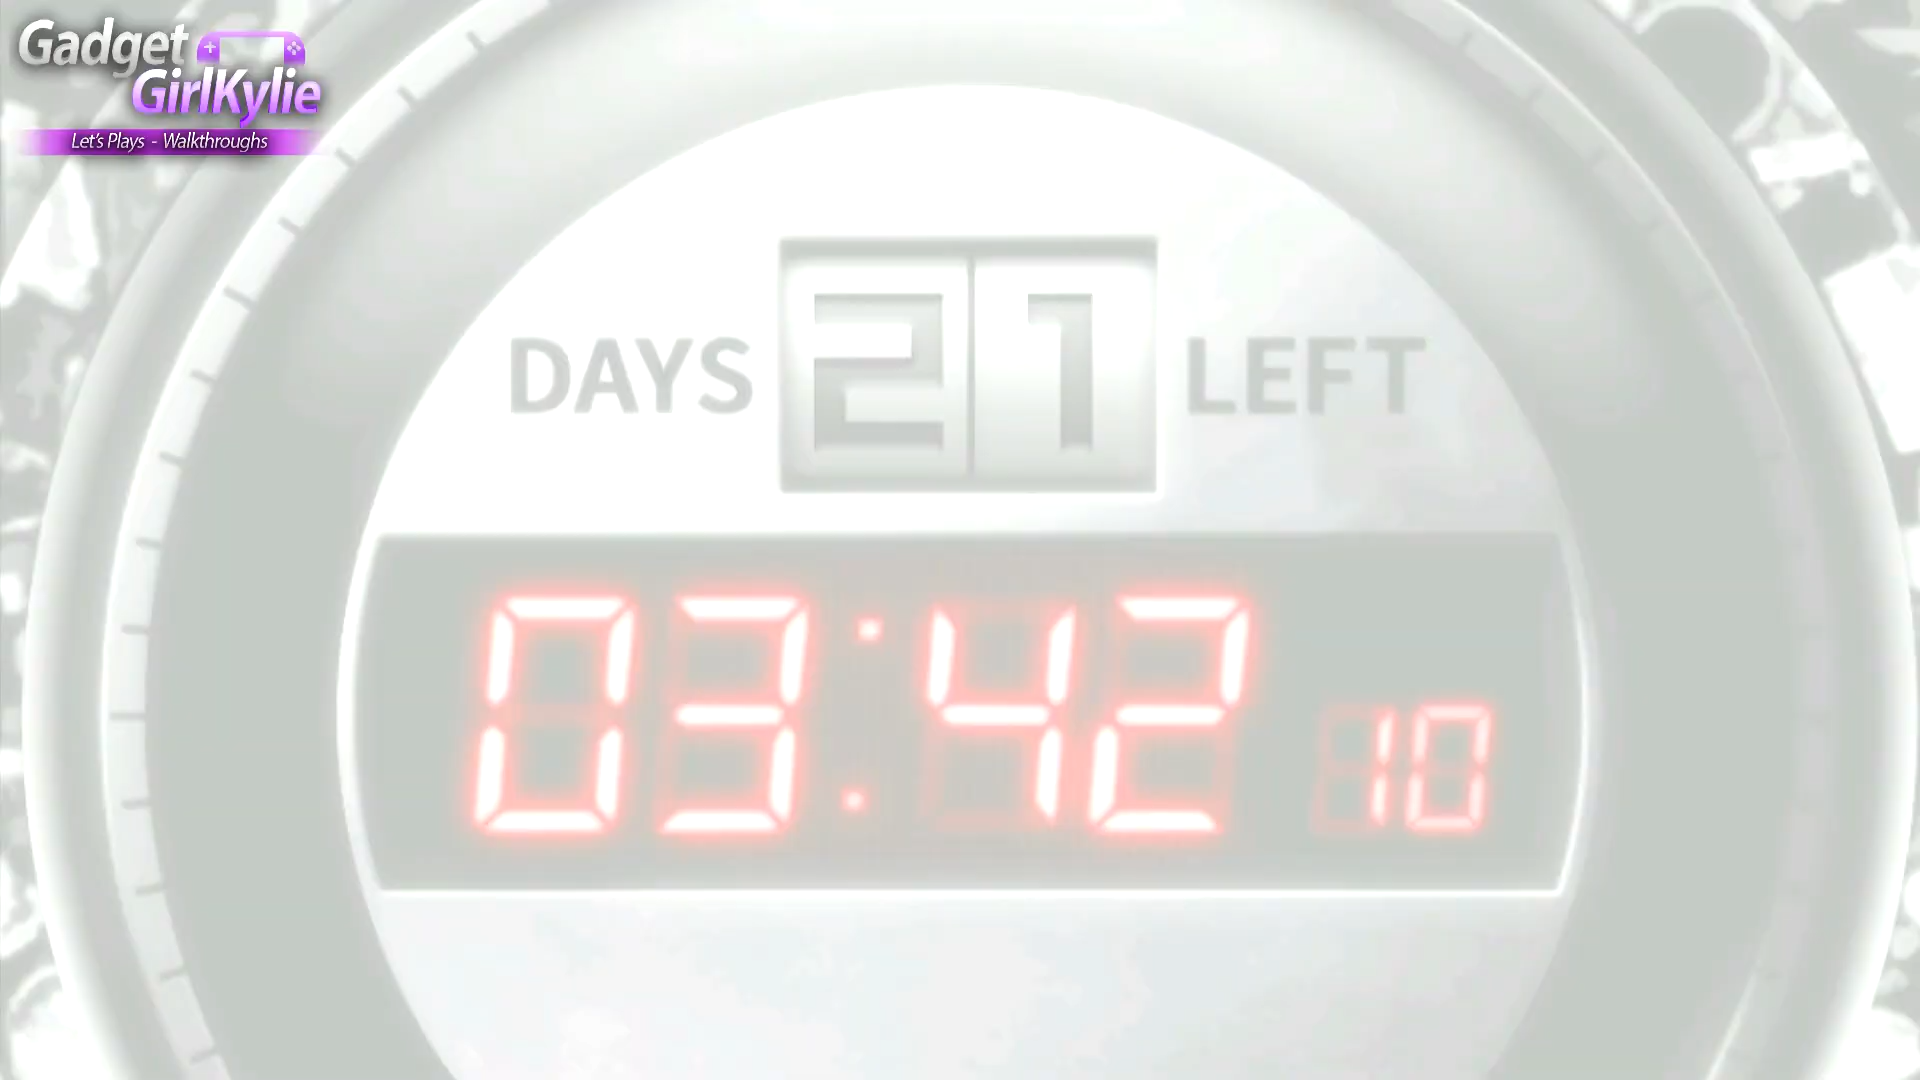 Gadget
GirlKylie
Let's Plays - Walkthroughs
DAYS 21 LEFT
03:42 10